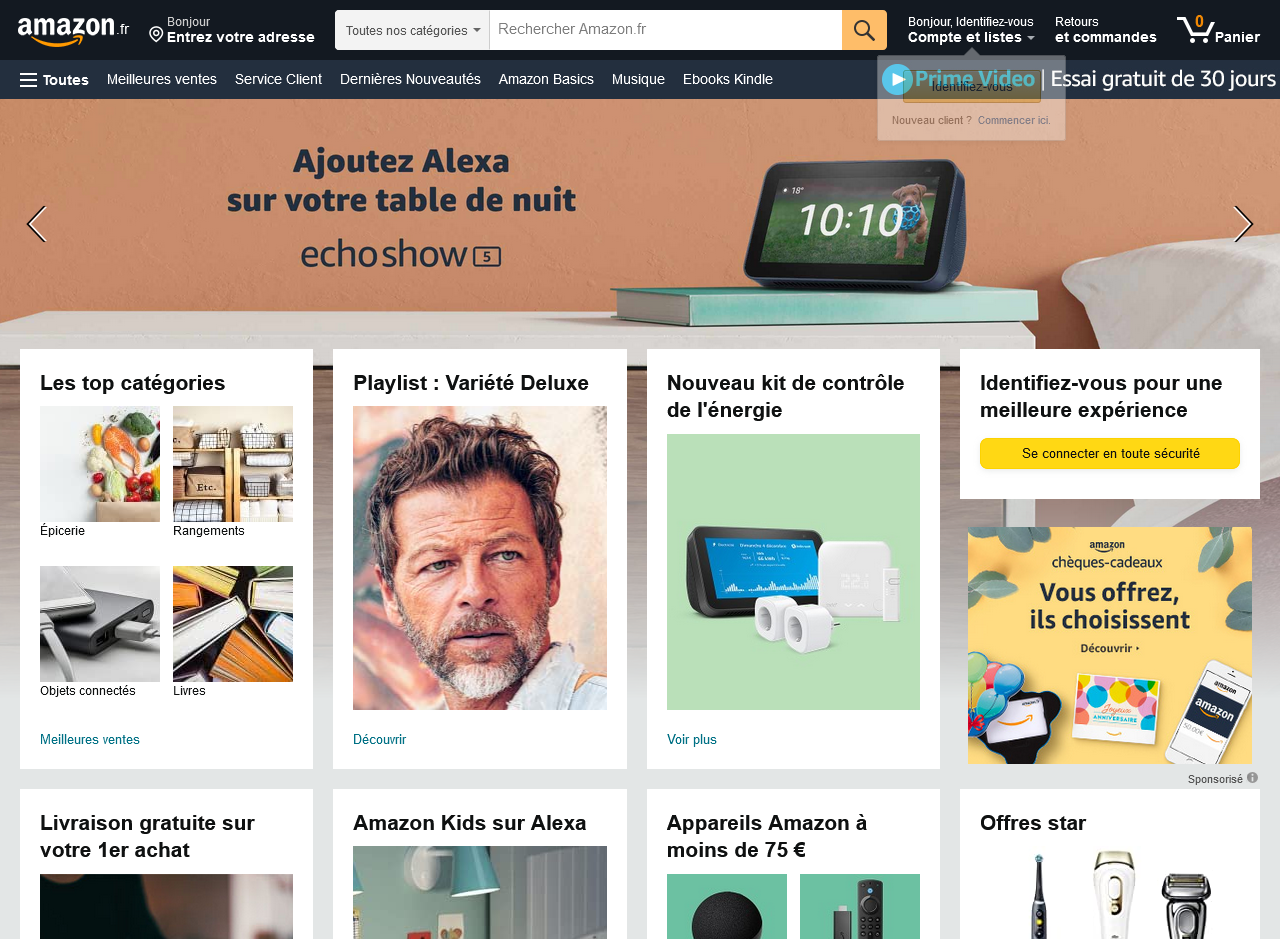 amazon.fr
Bonjour
Entrez votre adresse
Toutes nos catégories
Rechercher Amazon.fr
Bonjour, Identifiez-vous
Compte et listes
Retours
et commandes
0
Panier
Toutes
Meilleures ventes
Service Client
Dernières Nouveautés
Amazon Basics
Musique
Ebooks Kindle
Prime Video | Essai gratuit de 30 jours
Identifiez-vous
Nouveau client ? Commencer ici.
Ajoutez Alexa
sur votre table de nuit
echo show 5
18°
10:10
Les top catégories
Etc.
Épicerie
Rangements
Objets connectés
Livres
Meilleures ventes
Playlist : Variété Deluxe
Découvrir
Nouveau kit de contrôle
de l'énergie
Voir plus
Identifiez-vous pour une
meilleure expérience
Se connecter en toute sécurité
amazon
chèques-cadeaux
Vous offrez,
ils choisissent
Découvrir
Joyeux
ANNIVERSAIRE
amazon
amazon
50,00€
Sponsorisé
Livraison gratuite sur
votre 1er achat
Amazon Kids sur Alexa
Appareils Amazon à
moins de 75 €
Offres star